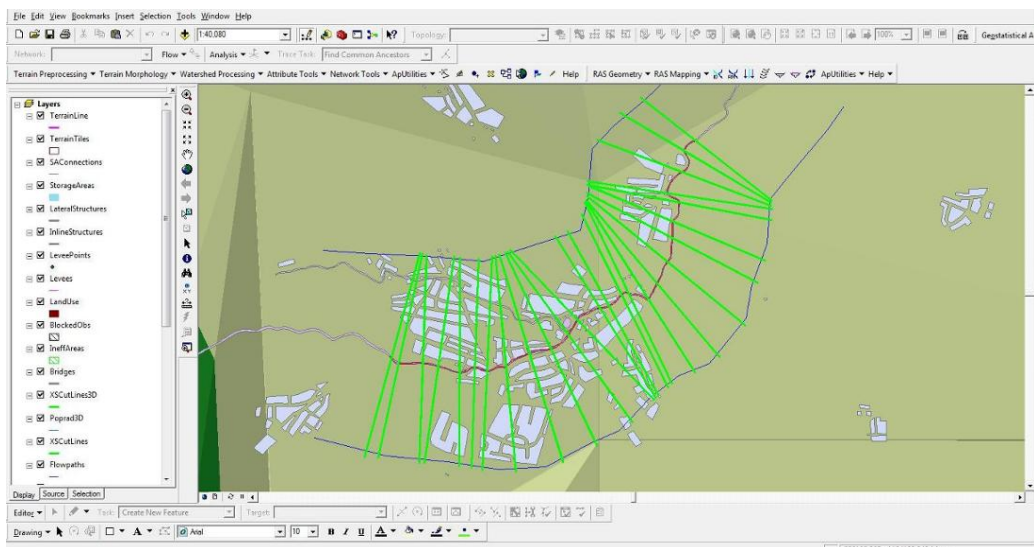 File Edit View Bookmarks Insert Selection Tools Window Help
1:40,080 Topology: 100% Geostatistical A
Network: Flow Analysis Trace Task: Find Common Ancestors
Terrain Preprocessing Terrain Morphology Watershed Processing Attribute Tools Network Tools ApUtilities Help RAS Geometry RAS Mapping ApUtilities Help
Layers
TerrainLine
TerrainTiles
SAConnections
StorageAreas
LateralStructures
InlineStructures
LeveePoints
Levees
LandUse
BlockedObs
IneffAreas
Bridges
XSCutLines3D
Poprad3D
XSCutLines
Flowpaths
Display Source Selection
Editor Task: Create New Feature Target:
Drawing A Arial 10 B I U A